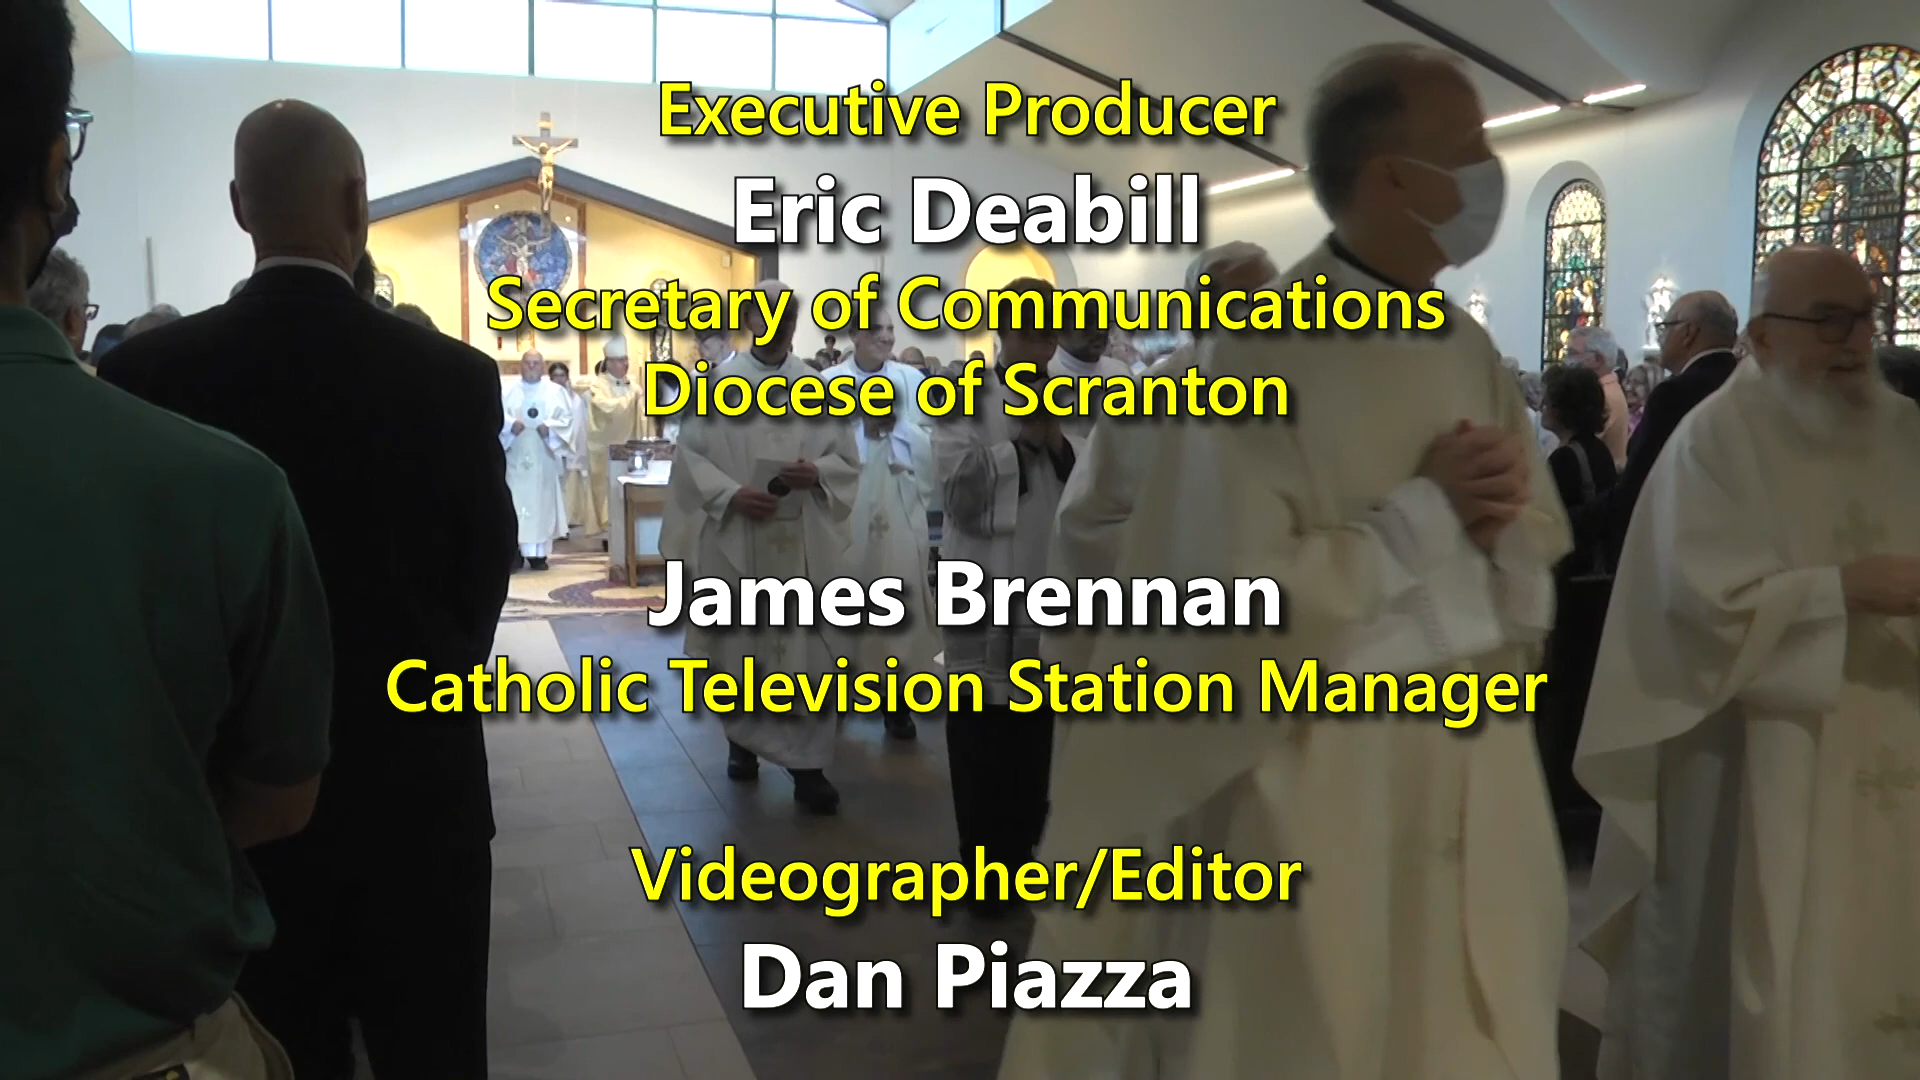 Executive Producer
Eric Deabill
Secretary of Communications
Diocese of Scranton
James Brennan
Catholic Television Station Manager
Videographer/Editor
Dan Piazza